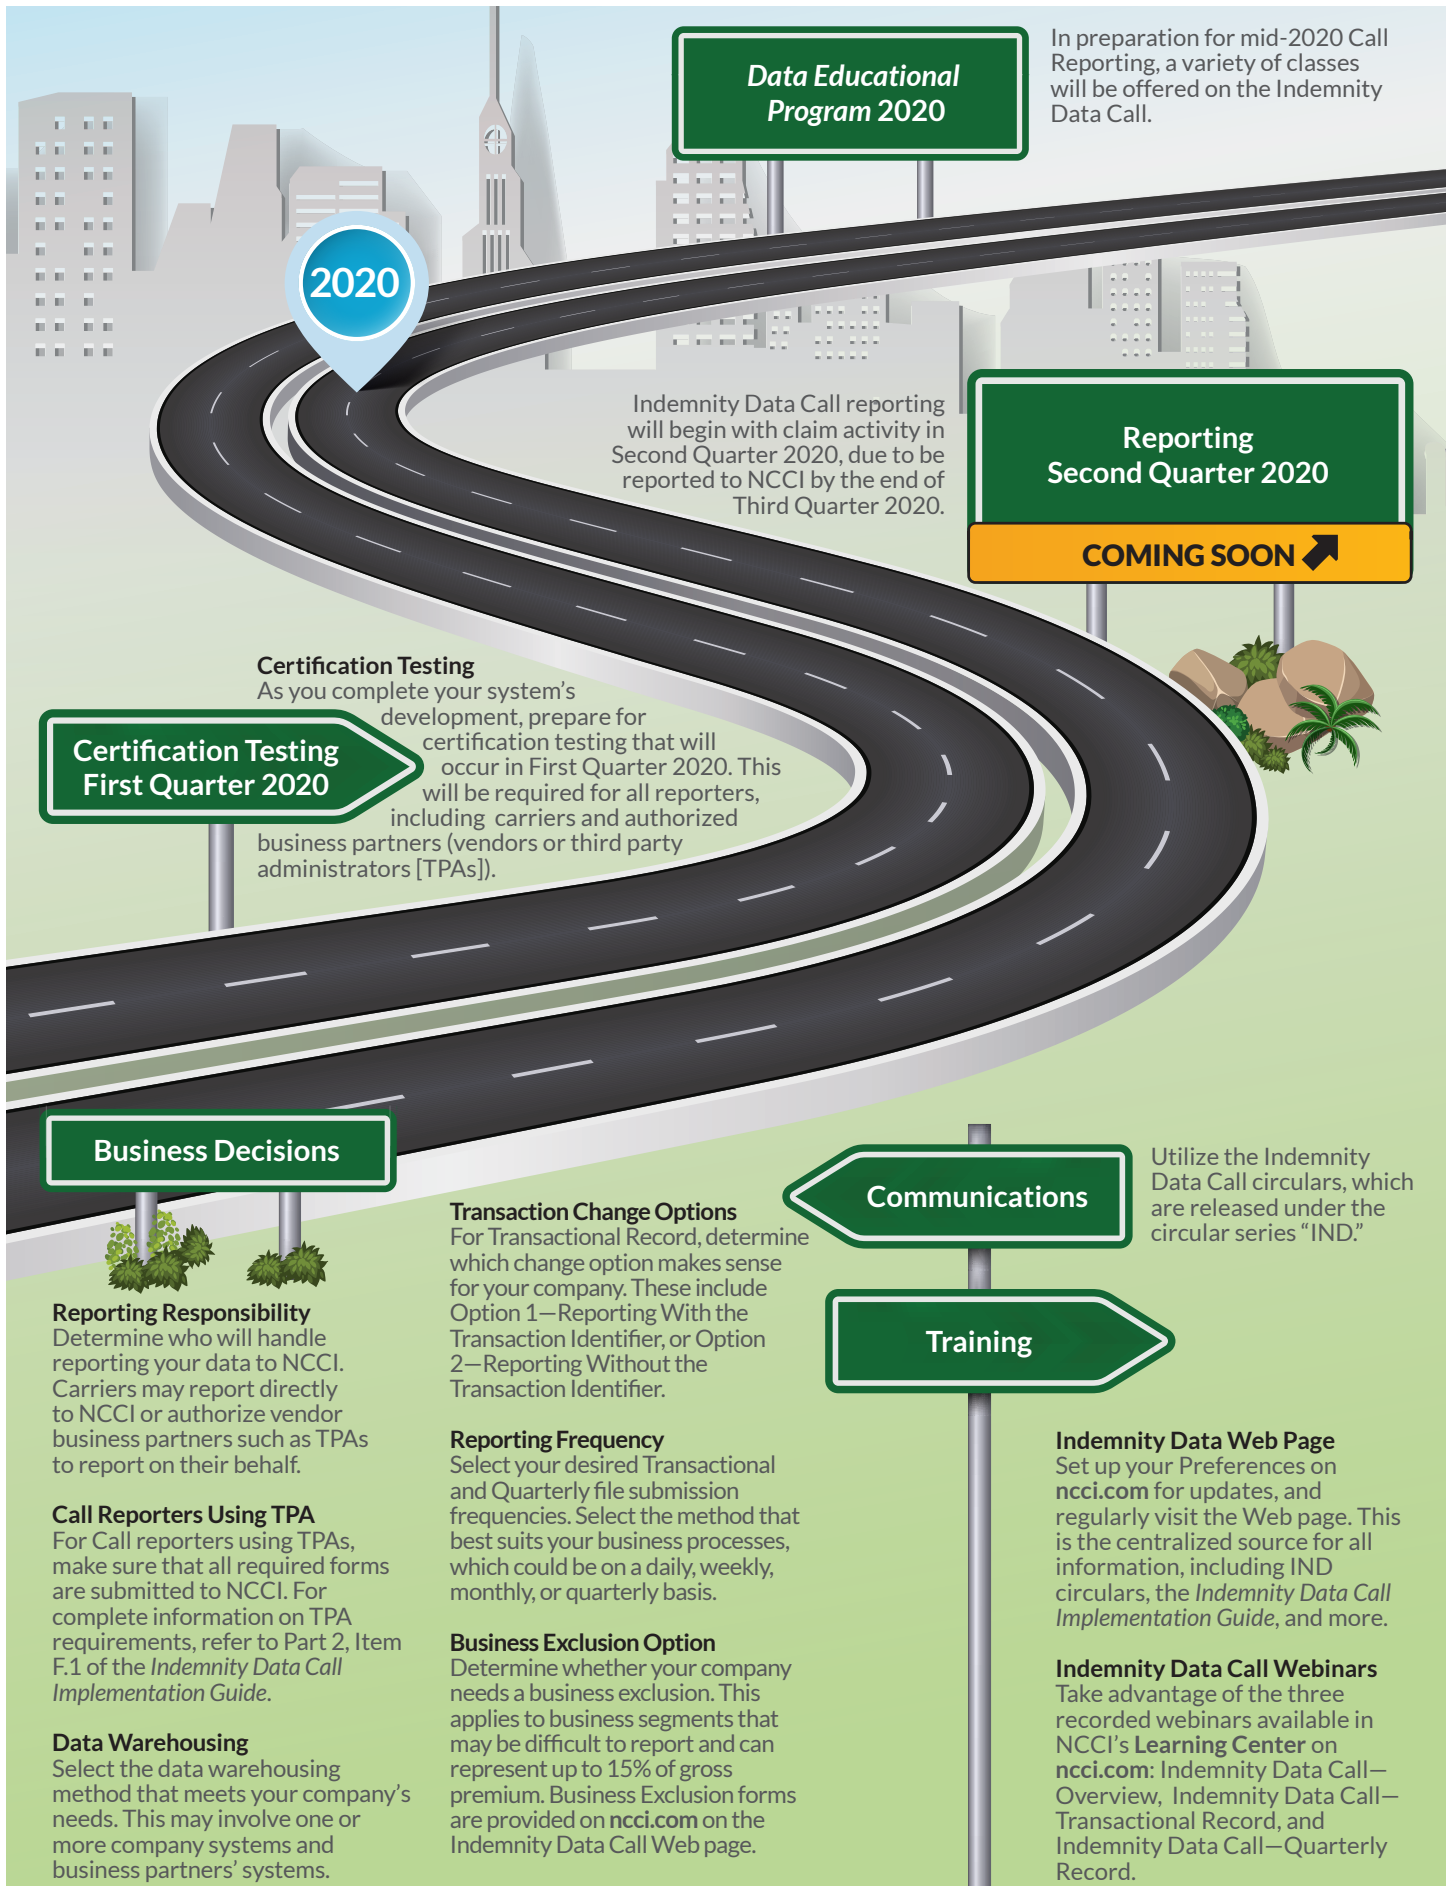 Data Educational
Program 2020
In preparation for mid-2020 Call
Reporting, a variety of classes
will be offered on the Indemnity
Data Call.
2020
Indemnity Data Call reporting
will begin with claim activity in
Second Quarter 2020, due to be
reported to NCCI by the end of
Third Quarter 2020.
Reporting
Second Quarter 2020
COMING SOON
Certification Testing
First Quarter 2020
Certification Testing
As you complete your system’s
development, prepare for
certification testing that will
occur in First Quarter 2020. This
will be required for all reporters,
including carriers and authorized
business partners (vendors or third party
administrators [TPAs]).
Business Decisions
Reporting Responsibility
Determine who will handle
reporting your data to NCCI.
Carriers may report directly
to NCCI or authorize vendor
business partners such as TPAs
to report on their behalf.
Call Reporters Using TPA
For Call reporters using TPAs,
make sure that all required forms
are submitted to NCCI. For
complete information on TPA
requirements, refer to Part 2, Item
F.1 of the Indemnity Data Call
Implementation Guide.
Data Warehousing
Select the data warehousing
method that meets your company’s
needs. This may involve one or
more company systems and
business partners’ systems.
Transaction Change Options
For Transactional Record, determine
which change option makes sense
for your company. These include
Option 1—Reporting With the
Transaction Identifier, or Option
2—Reporting Without the
Transaction Identifier.
Reporting Frequency
Select your desired Transactional
and Quarterly file submission
frequencies. Select the method that
best suits your business processes,
which could be on a daily, weekly,
monthly, or quarterly basis.
Business Exclusion Option
Determine whether your company
needs a business exclusion. This
applies to business segments that
may be difficult to report and can
represent up to 15% of gross
premium. Business Exclusion forms
are provided on ncci.com on the
Indemnity Data Call Web page.
Communications
Utilize the Indemnity
Data Call circulars, which
are released under the
circular series “IND.”
Training
Indemnity Data Web Page
Set up your Preferences on
ncci.com for updates, and
regularly visit the Web page. This
is the centralized source for all
information, including IND
circulars, the Indemnity Data Call
Implementation Guide, and more.
Indemnity Data Call Webinars
Take advantage of the three
recorded webinars available in
NCCI’s Learning Center on
ncci.com: Indemnity Data Call—
Overview, Indemnity Data Call—
Transactional Record, and
Indemnity Data Call—Quarterly
Record.